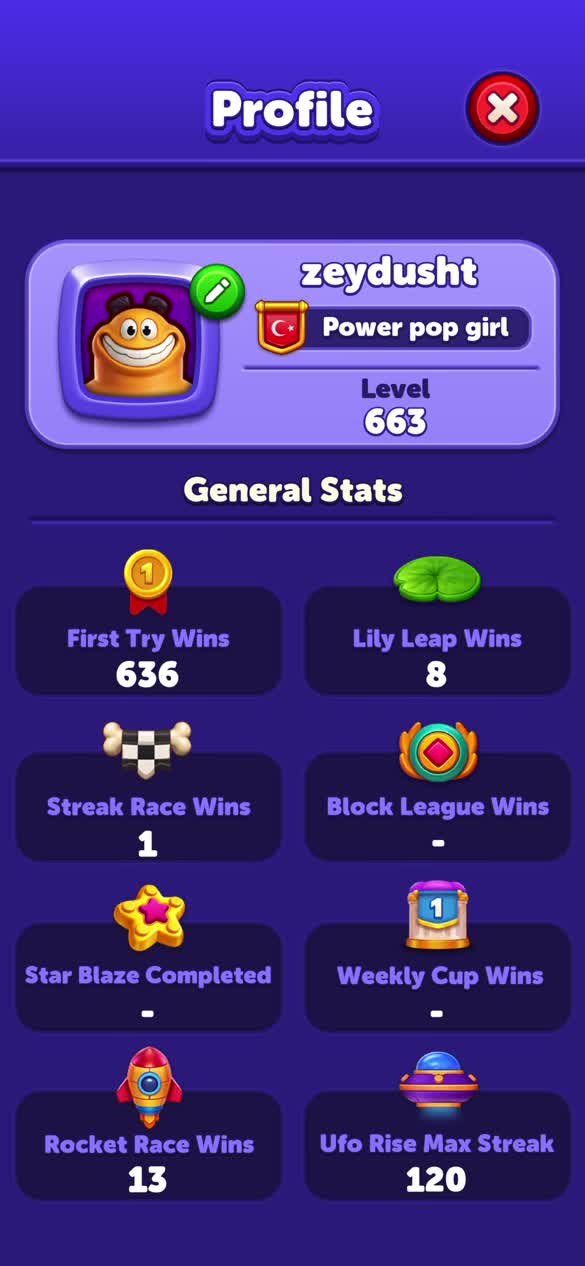 Profile
zeydusht
Power pop girl
Level
663
General Stats
1
First Try Wins
636
Lily Leap Wins
8
Streak Race Wins
1
Block League Wins
-
Star Blaze Completed
-
1
Weekly Cup Wins
-
Rocket Race Wins
13
Ufo Rise Max Streak
120